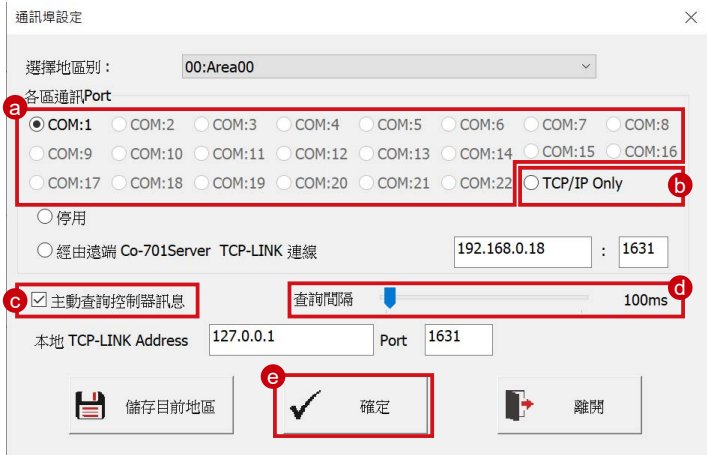 通訊埠設定
選擇地區別： 00:Area00
各區通訊Port
a
COM:1 COM:2 COM:3 COM:4 COM:5 COM:6 COM:7 COM:8
COM:9 COM:10 COM:11 COM:12 COM:13 COM:14 COM:15 COM:16
COM:17 COM:18 COM:19 COM:20 COM:21 COM:22 TCP/IP Only
b
停用
經由遠端 Co-701Server TCP-LINK 連線 192.168.0.18 : 1631
c 主動查詢控制器訊息 查詢間隔 100ms
d
本地 TCP-LINK Address 127.0.0.1 Port 1631
e
儲存目前地區 確定 離開